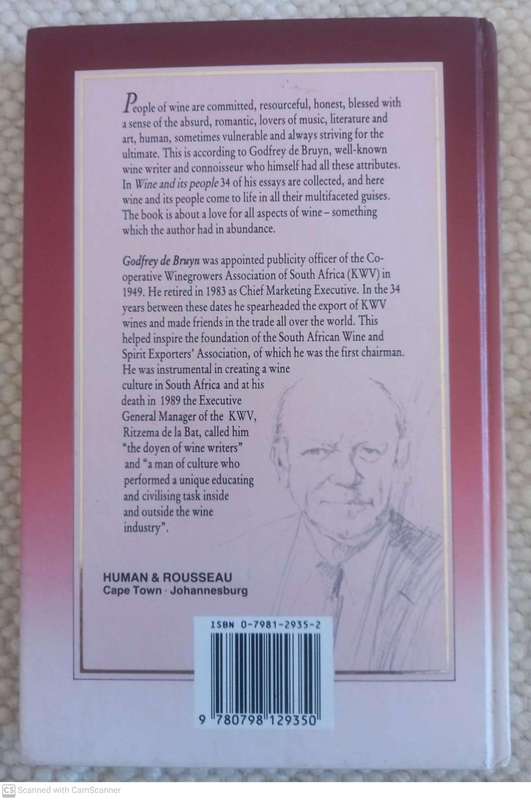 People of wine are committed, resourceful, honest, blessed with
a sense of the absurd, romantic, lovers of music, literature and
art, human, sometimes vulnerable and always striving for the
ultimate. This is according to Godfrey de Bruyn, well-known
wine writer and connoisseur who himself had all these attributes.
In Wine and its people 34 of his essays are collected, and here
wine and its people come to life in all their multifaceted guises.
The book is about a love for all aspects of wine – something
which the author had in abundance.
Godfrey de Bruyn was appointed publicity officer of the Co-
operative Winegrowers Association of South Africa (KWV) in
1949. He retired in 1983 as Chief Marketing Executive. In the 34
years between these dates he spearheaded the export of KWV
wines and made friends in the trade all over the world. This
helped inspire the foundation of the South African Wine and
Spirit Exporters' Association, of which he was the first chairman.
He was instrumental in creating a wine
culture in South Africa and at his
death in 1989 the Executive
General Manager of the KWV,
Ritzema de la Bat, called him
“the doyen of wine writers”
and “a man of culture who
performed a unique educating
and civilising task inside
and outside the wine
industry”.
HUMAN & ROUSSEAU
Cape Town · Johannesburg
ISBN 0-7981-2935-2
9 780798 129350
CS Scanned with CamScanner